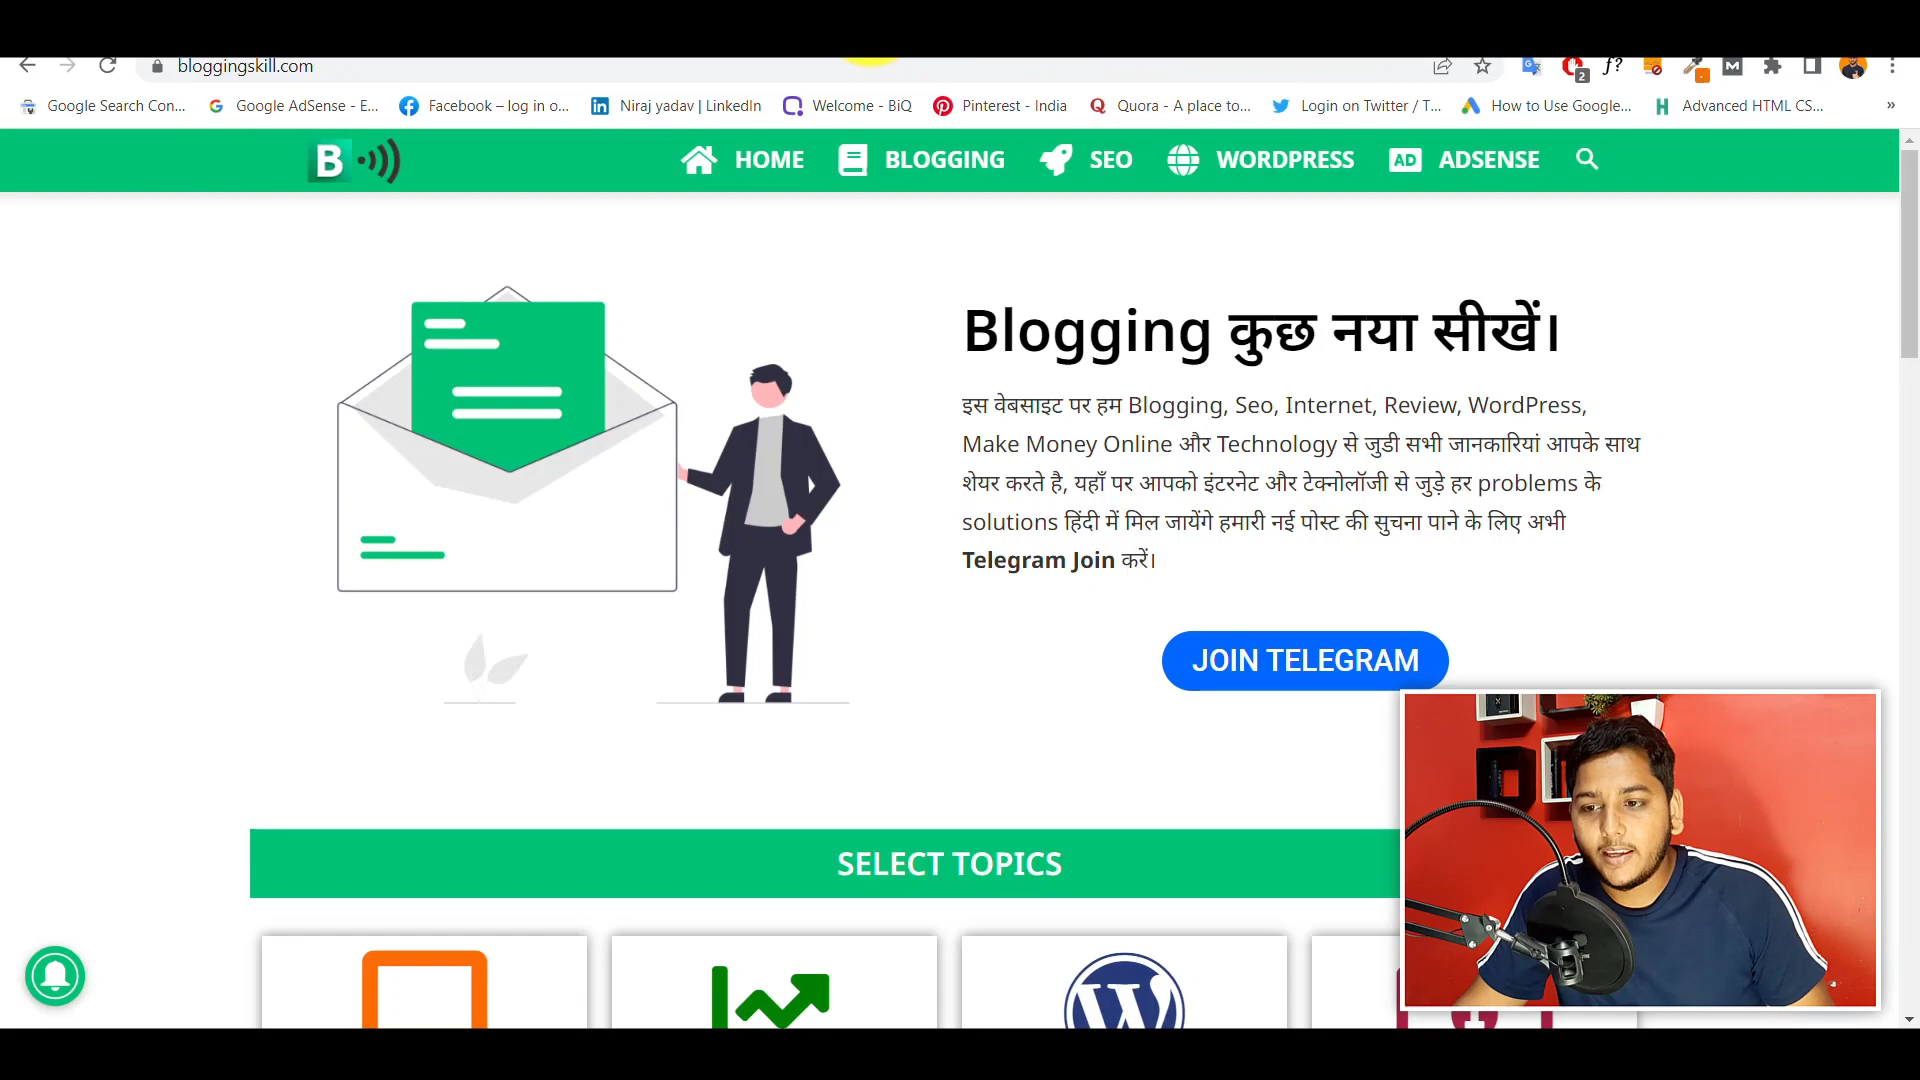 bloggingskill.com
2
f?
M
Google Search Con...
Google AdSense - E...
Facebook – log in o...
Niraj yadav | LinkedIn
Welcome - BiQ
Pinterest - India
Quora - A place to...
Login on Twitter / T...
How to Use Google...
Advanced HTML CS...
»
B
HOME
BLOGGING
SEO
WORDPRESS
AD ADSENSE
Blogging कुछ नया सीखें।
इस वेबसाइट पर हम Blogging, Seo, Internet, Review, WordPress,
Make Money Online और Technology से जुडी सभी जानकारियां आपके साथ
शेयर करते है, यहाँ पर आपको इंटरनेट और टेक्नोलॉजी से जुड़े हर problems के
solutions हिंदी में मिल जायेंगे हमारी नई पोस्ट की सुचना पाने के लिए अभी
Telegram Join करें।
JOIN TELEGRAM
SELECT TOPICS